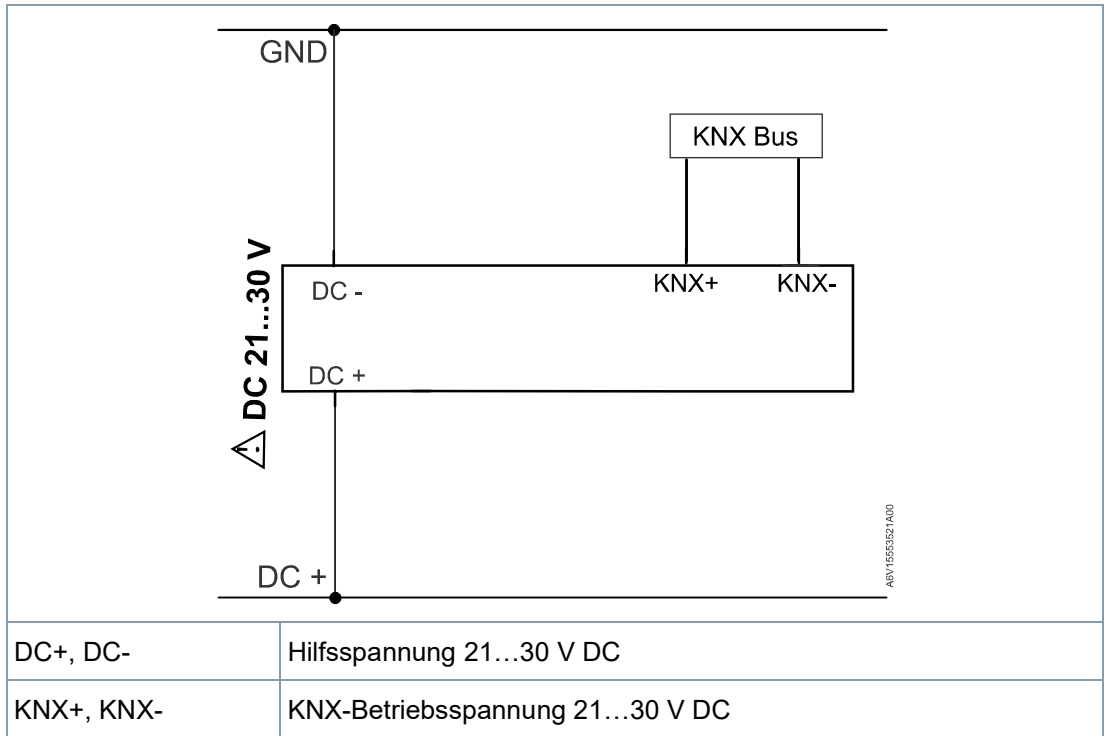 GND
KNX Bus
DC 21...30 V
DC -
KNX+
KNX-
DC +
DC +
A6V15553521A00
DC+, DC-
Hilfsspannung 21…30 V DC
KNX+, KNX-
KNX-Betriebsspannung 21…30 V DC